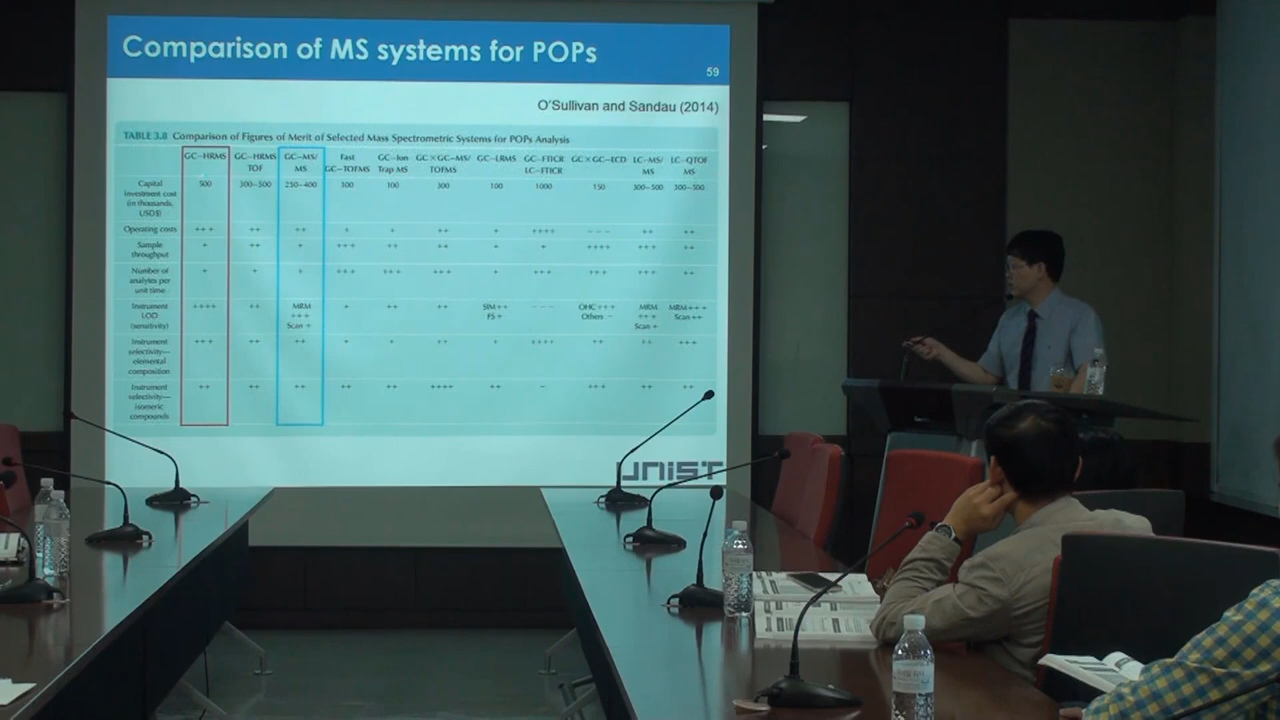 Comparison of MS systems for POPs
59
O'Sullivan and Sandau (2014)
TABLE 3.8 Comparison of Figures of Merit of Selected Mass Spectrometric Systems for POPs Analysis
GC–HRMS GC–HRMS TOF GC–MS/MS Fast GC–TOFMS GC–Ion Trap MS GC×GC–MS/TOFMS GC–LRMS GC–FTICR LC–FTICR GC×GC–ECD LC–MS/MS LC–QTOF MS
Capital investment cost (in thousands, USD$) 500 300–500 250–400 100 100 300 100 1000 150 300–500 300–500
Operating costs +++ ++ ++ + + ++ + ++++ – – – ++ ++
Sample throughput + ++ + +++ ++ ++ + + ++++ +++ ++
Number of analytes per unit time + + + +++ +++ +++ + +++ +++ +++ ++
Instrument LOD (sensitivity) ++++ ++ MRM +++ Scan + + ++ ++ SIM++ FS+ – – – OHC+++ Others – MRM +++ Scan + MRM+++ Scan ++
Instrument selectivity—elemental composition +++ ++ ++ + + ++ + ++++ ++ ++ +++
Instrument selectivity—isomeric compounds ++ ++ ++ ++ ++ ++++ ++ – +++ ++ ++
UNIST